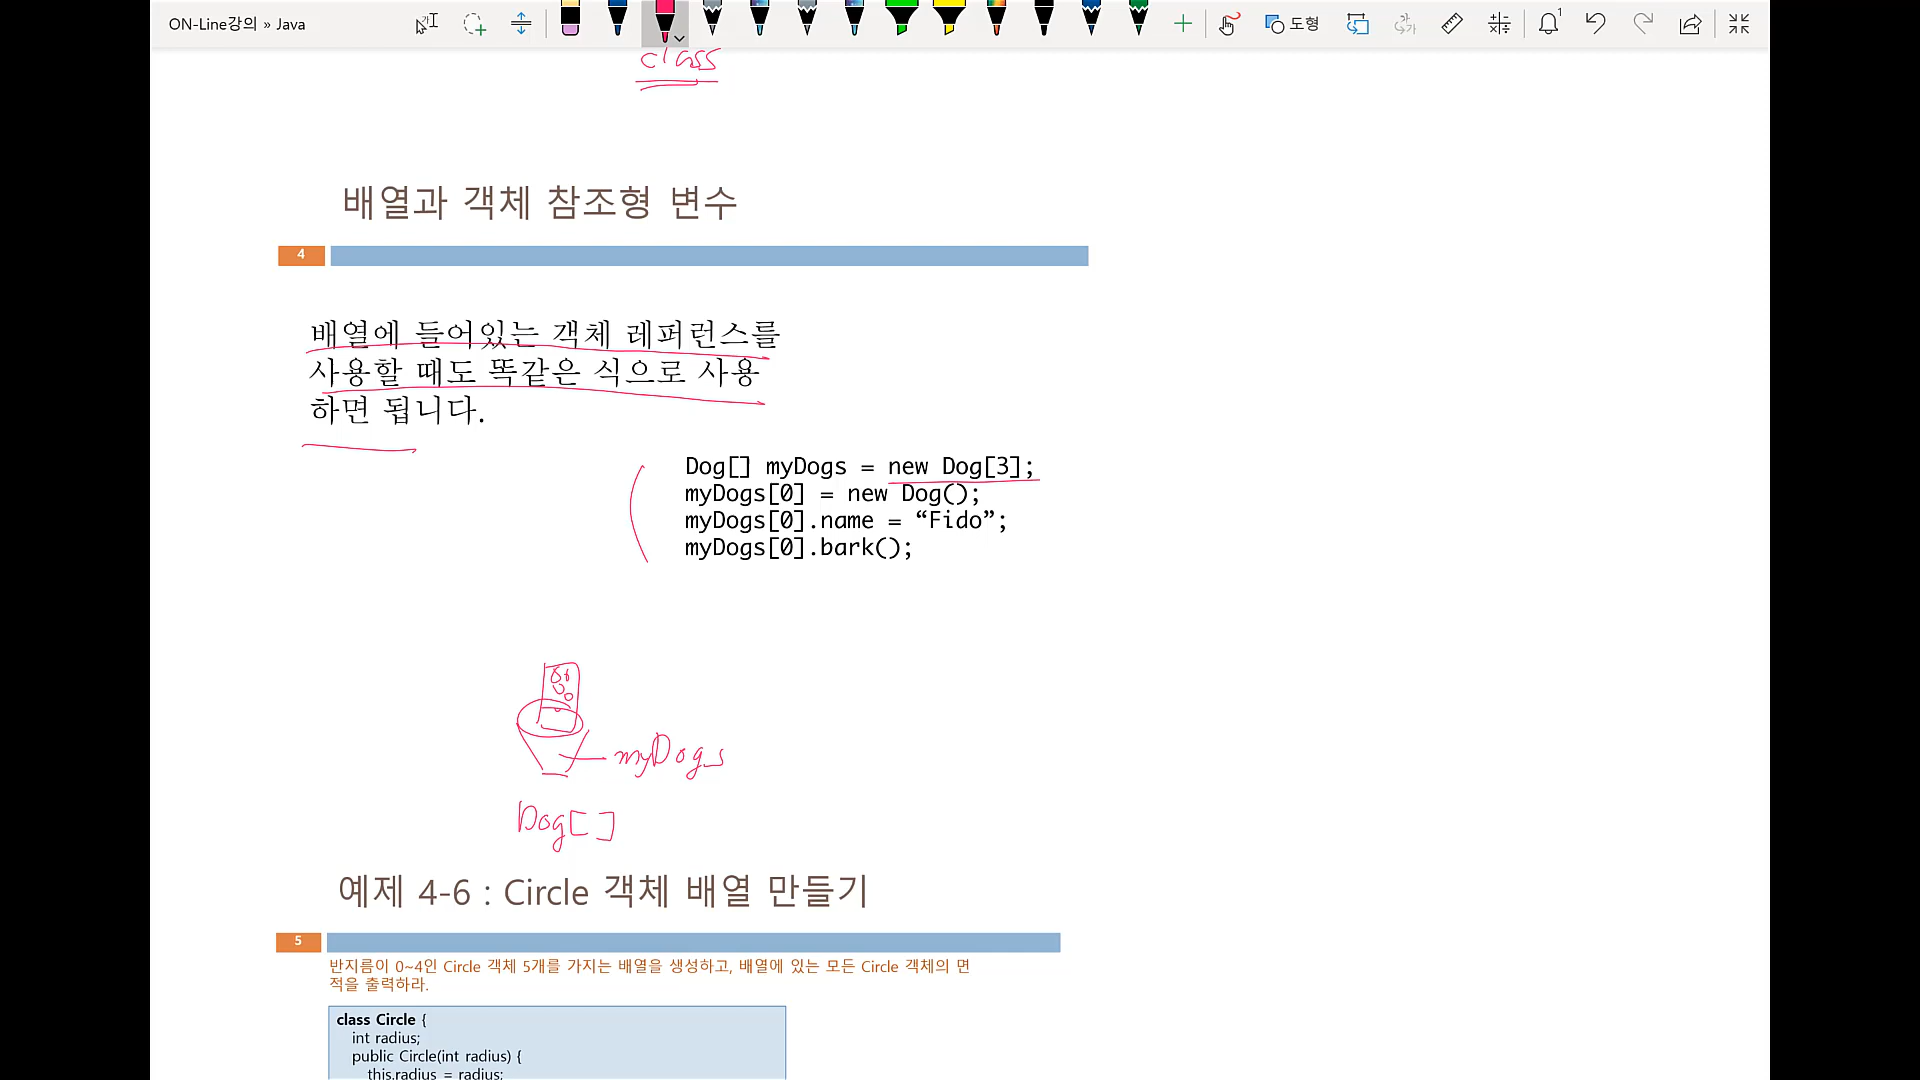 ON-Line강의 » Java
도형
class
배열과 객체 참조형 변수
4
배열에 들어있는 객체 레퍼런스를
사용할 때도 똑같은 식으로 사용
하면 됩니다.
Dog[] myDogs = new Dog[3];
myDogs[0] = new Dog();
myDogs[0].name = “Fido”;
myDogs[0].bark();
myDogs
Dog[ ]
예제 4-6 : Circle 객체 배열 만들기
5
반지름이 0~4인 Circle 객체 5개를 가지는 배열을 생성하고, 배열에 있는 모든 Circle 객체의 면
적을 출력하라.
class Circle {
int radius;
public Circle(int radius) {
this.radius = radius;